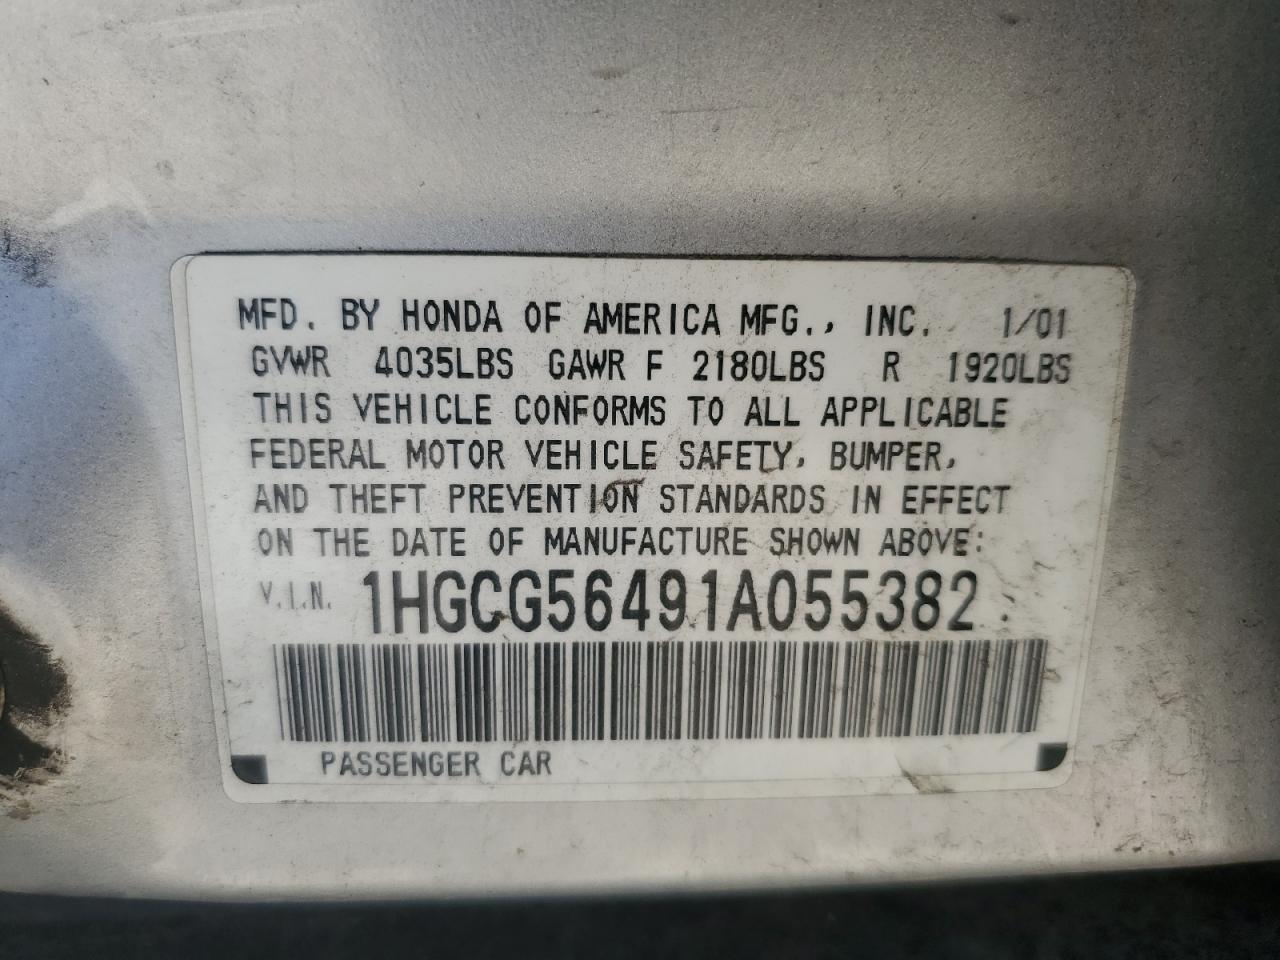 MFD. BY HONDA OF AMERICA MFG., INC. 1/01
GVWR 4035LBS GAWR F 2180LBS R 1920LBS
THIS VEHICLE CONFORMS TO ALL APPLICABLE
FEDERAL MOTOR VEHICLE SAFETY, BUMPER,
AND THEFT PREVENTION STANDARDS IN EFFECT
ON THE DATE OF MANUFACTURE SHOWN ABOVE:
V.I.N. 1HGCG56491A055382
PASSENGER CAR